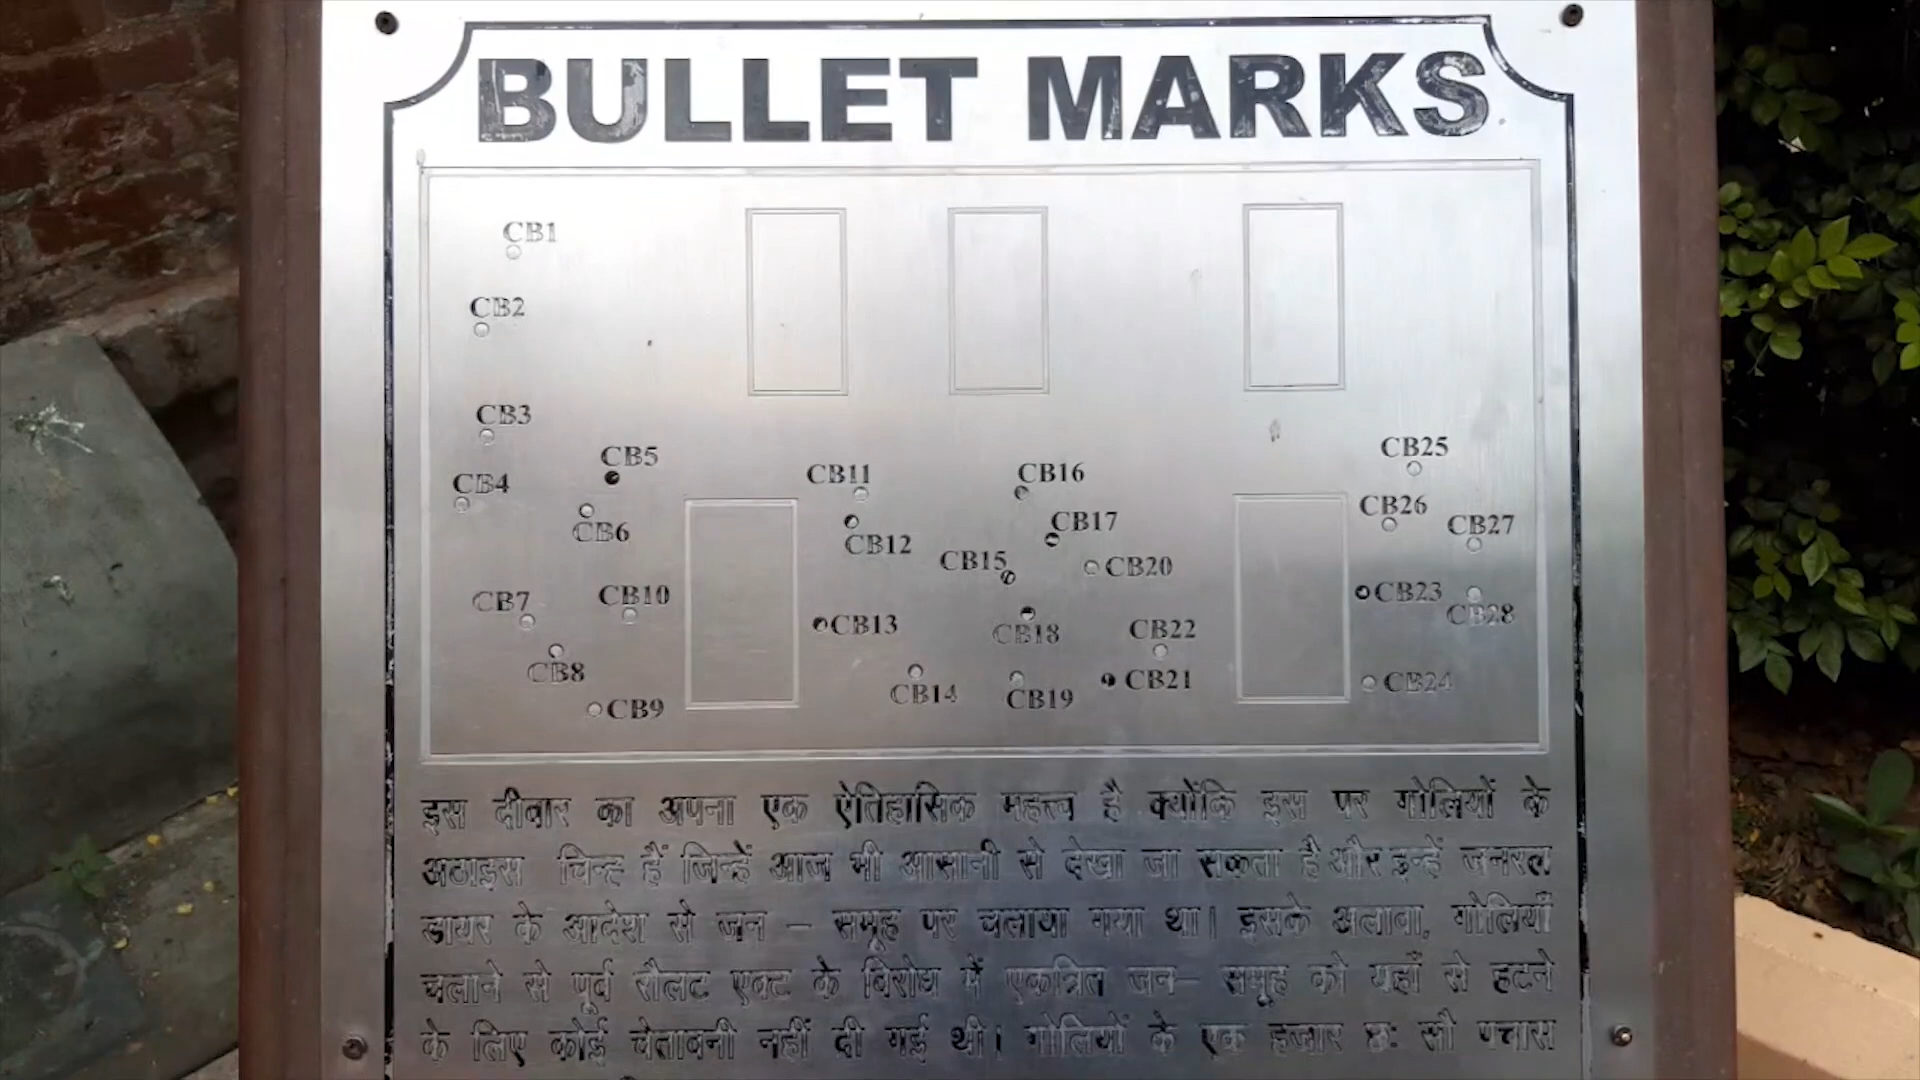 BULLET MARKS
CB1
CB2
CB3
CB4
CB5
CB6
CB7
CB8
CB9
CB10
CB11
CB12
CB13
CB14
CB15
CB16
CB17
CB18
CB19
CB20
CB21
CB22
CB23
CB24
CB25
CB26
CB27
CB28
इस दीवार का अपना एक ऐतिहासिक महत्त्व है क्योंकि इस पर गोलियों के
अठाइस चिन्ह हैं जिन्हें आज भी आसानी से देखा जा सकता है और इन्हें जनरल
डायर के आदेश से जन - समूह पर चलाया गया था। इसके अलावा, गोलियाँ
चलाने से पूर्व रौलट एक्ट के विरोध में एकत्रित जन- समूह को यहाँ से हटने
के लिए कोई चेतावनी नहीं दी गई थी। गोलियों के एक हजार छः सौ पचास